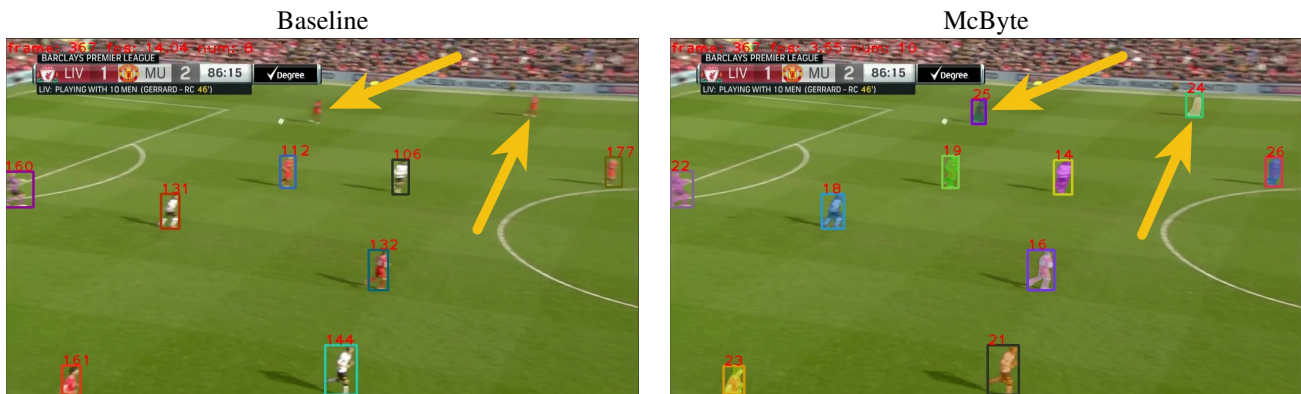 Baseline
frame: 367 fps: 14.04 num: 8
BARCLAYS PREMIER LEAGUE
LIV 1 MU 2 86:15 ✓Degree
LIV: PLAYING WITH 10 MEN (GERRARD - RC 46')
112
106
177
160
131
132
144
161
McByte
frame: 367 fps: 3.55 num: 10
BARCLAYS PREMIER LEAGUE
LIV 1 MU 2 86:15 ✓Degree
LIV: PLAYING WITH 10 MEN (GERRARD - RC 46')
25
24
19
14
26
22
18
16
21
23